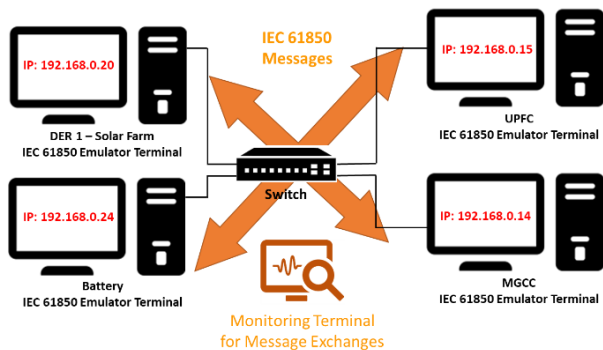 IEC 61850
Messages
IP: 192.168.0.20
IP: 192.168.0.15
DER 1 – Solar Farm
IEC 61850 Emulator Terminal
UPFC
IEC 61850 Emulator Terminal
Switch
IP: 192.168.0.24
IP: 192.168.0.14
Battery
IEC 61850 Emulator Terminal
MGCC
IEC 61850 Emulator Terminal
Monitoring Terminal
for Message Exchanges